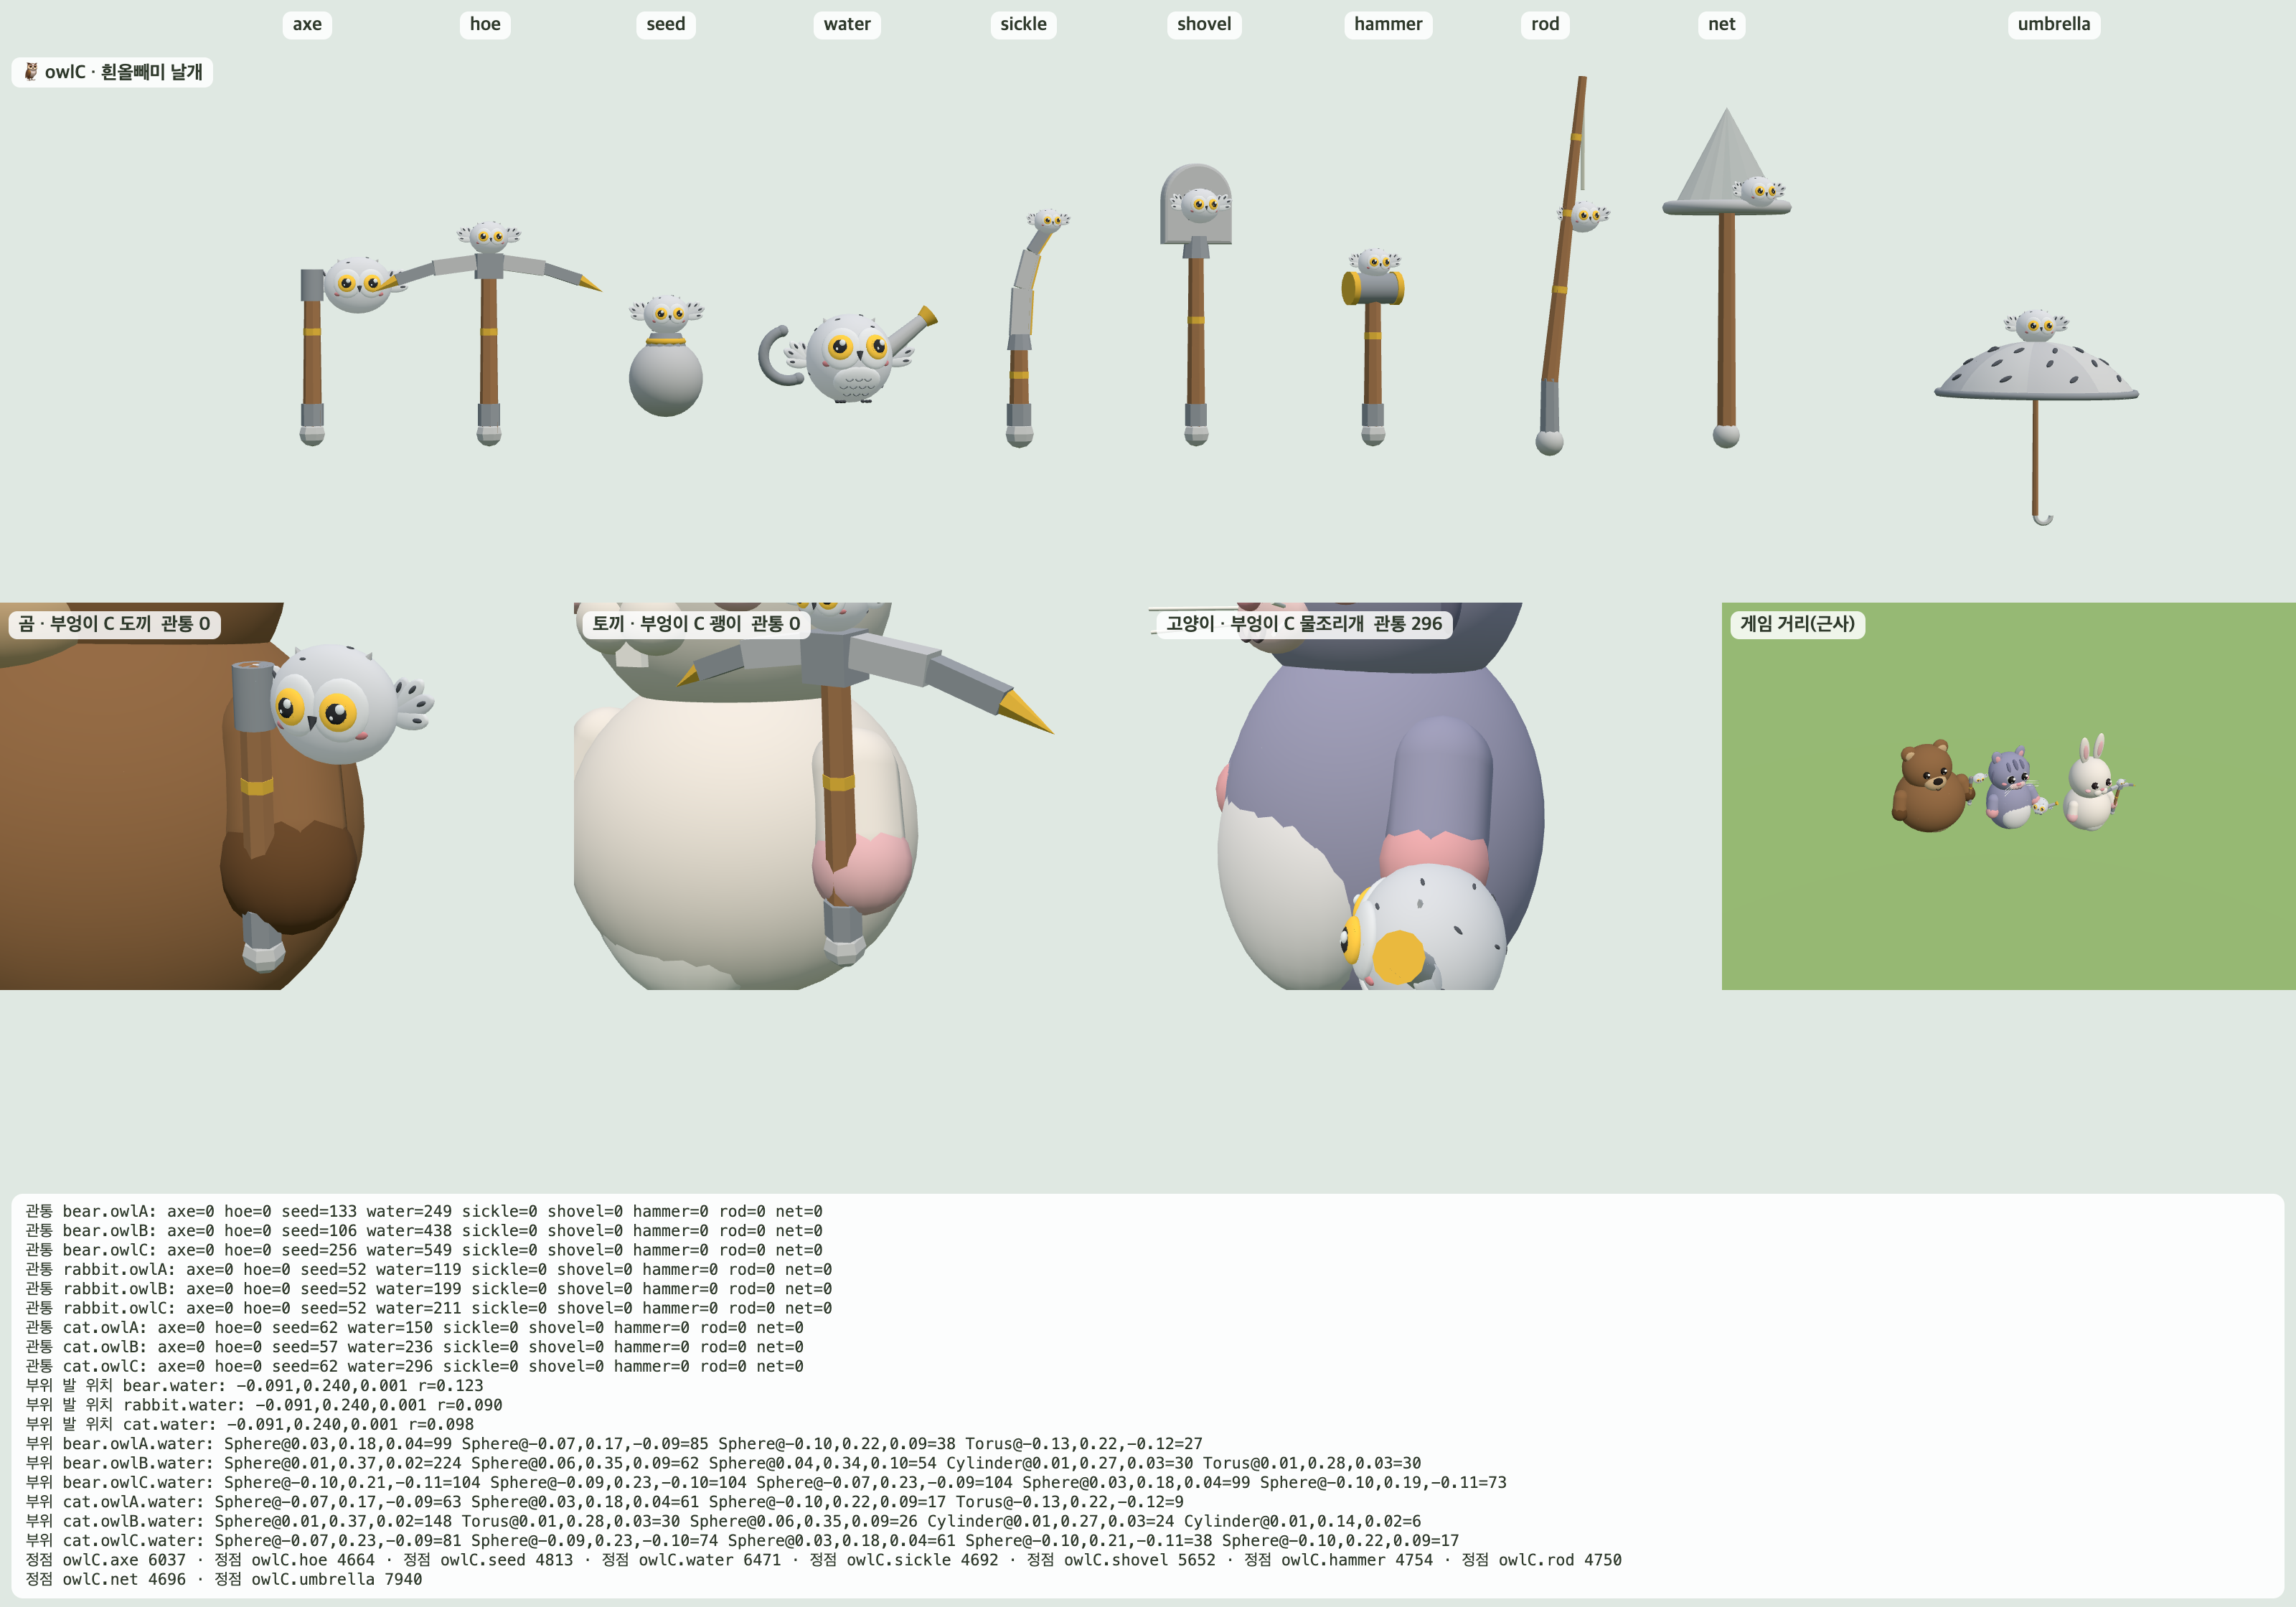 axe
hoe
seed
water
sickle
shovel
hammer
rod
net
umbrella
🦉 owlC · 흰올빼미 날개
곰 · 부엉이 C 도끼 관통 0
토끼 · 부엉이 C 괭이 관통 0
고양이 · 부엉이 C 물조리개 관통 296
게임 거리(근사)
관통 bear.owlA: axe=0 hoe=0 seed=133 water=249 sickle=0 shovel=0 hammer=0 rod=0 net=0
관통 bear.owlB: axe=0 hoe=0 seed=106 water=438 sickle=0 shovel=0 hammer=0 rod=0 net=0
관통 bear.owlC: axe=0 hoe=0 seed=256 water=549 sickle=0 shovel=0 hammer=0 rod=0 net=0
관통 rabbit.owlA: axe=0 hoe=0 seed=52 water=119 sickle=0 shovel=0 hammer=0 rod=0 net=0
관통 rabbit.owlB: axe=0 hoe=0 seed=52 water=199 sickle=0 shovel=0 hammer=0 rod=0 net=0
관통 rabbit.owlC: axe=0 hoe=0 seed=52 water=211 sickle=0 shovel=0 hammer=0 rod=0 net=0
관통 cat.owlA: axe=0 hoe=0 seed=62 water=150 sickle=0 shovel=0 hammer=0 rod=0 net=0
관통 cat.owlB: axe=0 hoe=0 seed=57 water=236 sickle=0 shovel=0 hammer=0 rod=0 net=0
관통 cat.owlC: axe=0 hoe=0 seed=62 water=296 sickle=0 shovel=0 hammer=0 rod=0 net=0
부위 발 위치 bear.water: -0.091,0.240,0.001 r=0.123
부위 발 위치 rabbit.water: -0.091,0.240,0.001 r=0.090
부위 발 위치 cat.water: -0.091,0.240,0.001 r=0.098
부위 bear.owlA.water: Sphere@0.03,0.18,0.04=99 Sphere@-0.07,0.17,-0.09=85 Sphere@-0.10,0.22,0.09=38 Torus@-0.13,0.22,-0.12=27
부위 bear.owlB.water: Sphere@0.01,0.37,0.02=224 Sphere@0.06,0.35,0.09=62 Sphere@0.04,0.34,0.10=54 Cylinder@0.01,0.27,0.03=30 Torus@0.01,0.28,0.03=30
부위 bear.owlC.water: Sphere@-0.10,0.21,-0.11=104 Sphere@-0.09,0.23,-0.10=104 Sphere@-0.07,0.23,-0.09=104 Sphere@0.03,0.18,0.04=99 Sphere@-0.10,0.19,-0.11=73
부위 cat.owlA.water: Sphere@-0.07,0.17,-0.09=63 Sphere@0.03,0.18,0.04=61 Sphere@-0.10,0.22,0.09=17 Torus@-0.13,0.22,-0.12=9
부위 cat.owlB.water: Sphere@0.01,0.37,0.02=148 Torus@0.01,0.28,0.03=30 Sphere@0.06,0.35,0.09=26 Cylinder@0.01,0.27,0.03=24 Cylinder@0.01,0.14,0.02=6
부위 cat.owlC.water: Sphere@-0.07,0.23,-0.09=81 Sphere@-0.09,0.23,-0.10=74 Sphere@0.03,0.18,0.04=61 Sphere@-0.10,0.21,-0.11=38 Sphere@-0.10,0.22,0.09=17
정점 owlC.axe 6037 · 정점 owlC.hoe 4664 · 정점 owlC.seed 4813 · 정점 owlC.water 6471 · 정점 owlC.sickle 4692 · 정점 owlC.shovel 5652 · 정점 owlC.hammer 4754 · 정점 owlC.rod 4750
정점 owlC.net 4696 · 정점 owlC.umbrella 7940